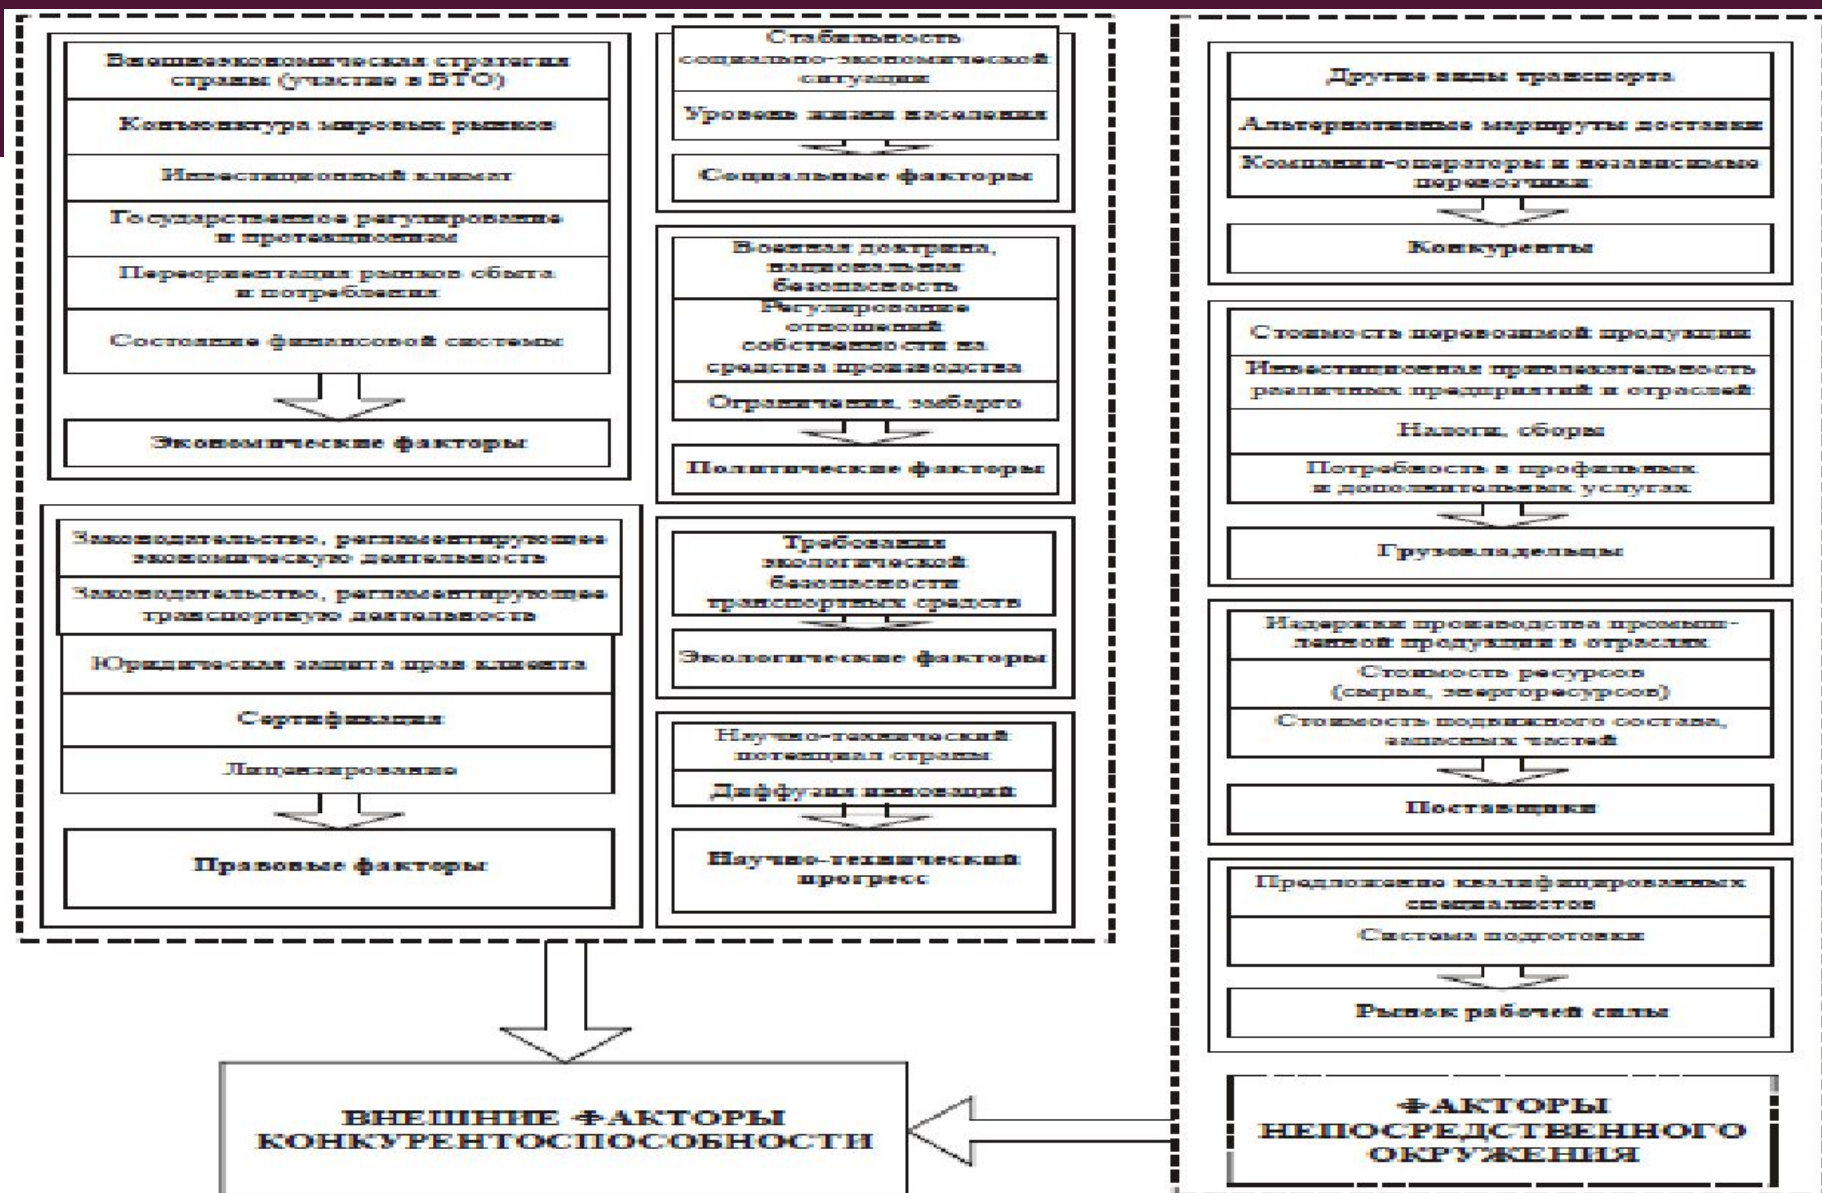 Внешнеэкономическая стратегия
страны (участие в ВТО)
Конъюнктура мировых рынков
Инвестиционный климат
Государственное регулирование
и протекционизм
Переориентация рынков сбыта
и потребления
Состояние финансовой системы
Экономические факторы
Законодательство, регламентирующее
экономическую деятельность
Законодательство, регламентирующее
транспортную деятельность
Юридическая защита прав клиента
Сертификация
Лицензирование
Правовые факторы
Стабильность
социально-экономической
ситуации
Уровень жизни населения
Социальные факторы
Военная доктрина,
национальная
безопасность
Регулирование
отношений
собственности на
средства производства
Ограничения, эмбарго
Политические факторы
Требования
экологической
безопасности
транспортных средств
Экологические факторы
Научно-технический
потенциал страны
Диффузия инноваций
Научно-технический
прогресс
Другие виды транспорта
Альтернативные маршруты доставки
Компании-операторы и независимые
перевозчики
Конкуренты
Стоимость перевозимой продукции
Инвестиционная привлекательность
различных предприятий и отраслей
Налоги, сборы
Потребность в профильных
и дополнительных услугах
Грузовладельцы
Издержки производства промыш-
ленной продукции в отраслях
Стоимость ресурсов
(сырья, энергоресурсов)
Стоимость подвижного состава,
запасных частей
Поставщики
Предложение квалифицированных
специалистов
Система подготовки
Рынок рабочей силы
ФАКТОРЫ
НЕПОСРЕДСТВЕННОГО
ОКРУЖЕНИЯ
ВНЕШНИЕ ФАКТОРЫ
КОНКУРЕНТОСПОСОБНОСТИ